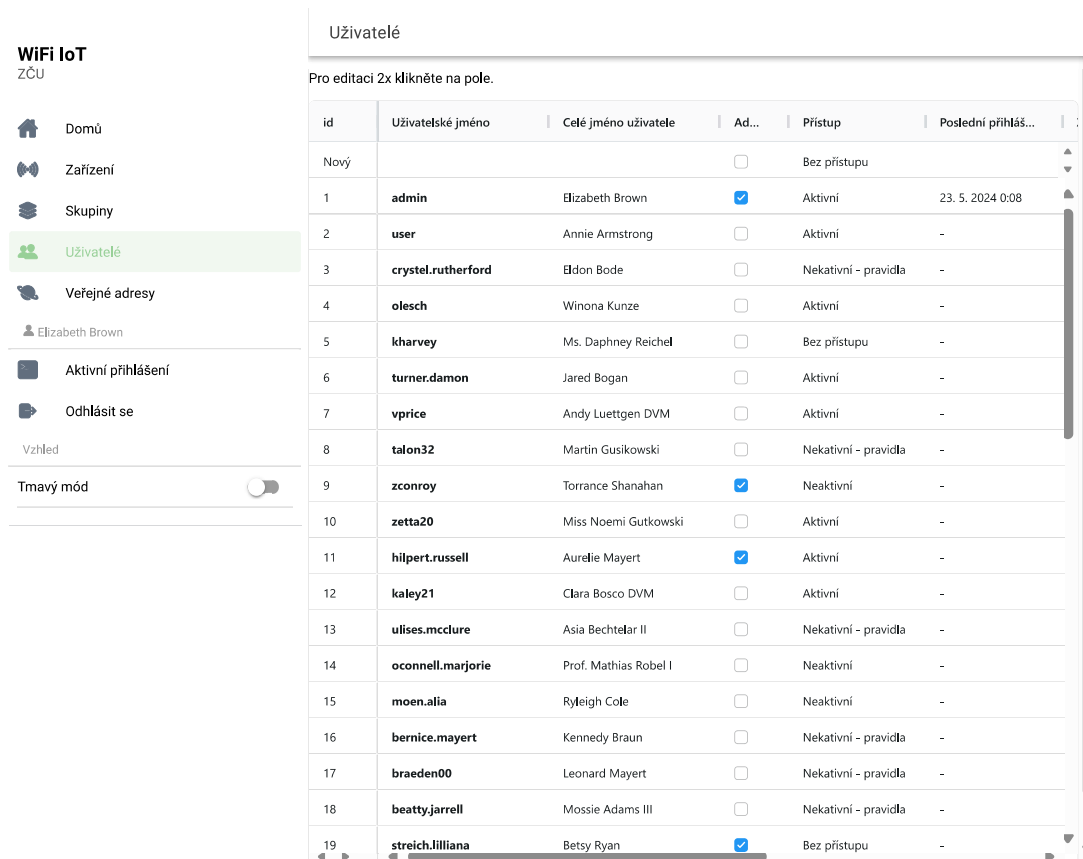 WiFi IoT
ZČU
Domů
Zařízení
Skupiny
Uživatelé
Veřejné adresy
Elizabeth Brown
Aktivní přihlášení
Odhlásit se
Vzhled
Tmavý mód
Uživatelé
Pro editaci 2x klikněte na pole.
id Uživatelské jméno Celé jméno uživatele Ad... Přístup Poslední přihláš...
Nový Bez přístupu
1 admin Elizabeth Brown Aktivní 23. 5. 2024 0:08
2 user Annie Armstrong Aktivní -
3 crystel.rutherford Eldon Bode Nekativní - pravidla -
4 olesch Winona Kunze Aktivní -
5 kharvey Ms. Daphney Reichel Bez přístupu -
6 turner.damon Jared Bogan Aktivní -
7 vprice Andy Luettgen DVM Aktivní -
8 talon32 Martin Gusikowski Nekativní - pravidla -
9 zconroy Torrance Shanahan Neaktivní -
10 zetta20 Miss Noemi Gutkowski Aktivní -
11 hilpert.russell Aurelie Mayert Aktivní -
12 kaley21 Clara Bosco DVM Aktivní -
13 ulises.mcclure Asia Bechtelar II Nekativní - pravidla -
14 oconnell.marjorie Prof. Mathias Robel I Neaktivní -
15 moen.alia Ryleigh Cole Neaktivní -
16 bernice.mayert Kennedy Braun Nekativní - pravidla -
17 braeden00 Leonard Mayert Nekativní - pravidla -
18 beatty.jarrell Mossie Adams III Nekativní - pravidla -
19 streich.lilliana Betsy Ryan Bez přístupu -